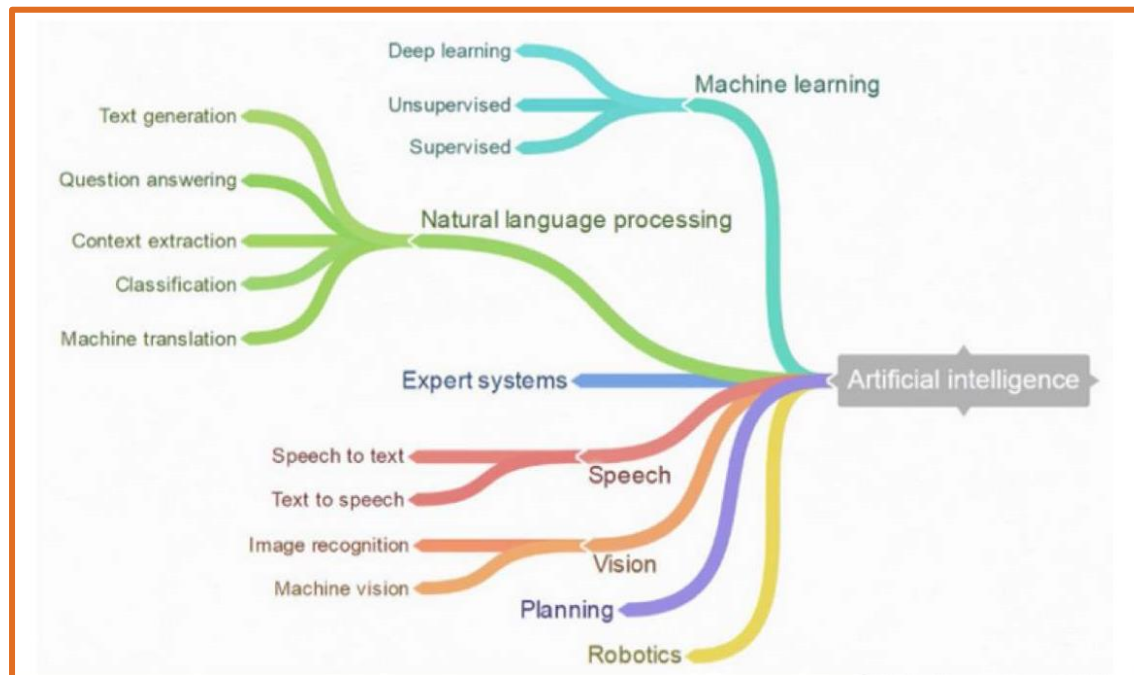 Deep learning
Machine learning
Unsupervised
Supervised
Text generation
Question answering
Natural language processing
Context extraction
Classification
Machine translation
Expert systems
Artificial intelligence
Speech to text
Speech
Text to speech
Image recognition
Vision
Machine vision
Planning
Robotics